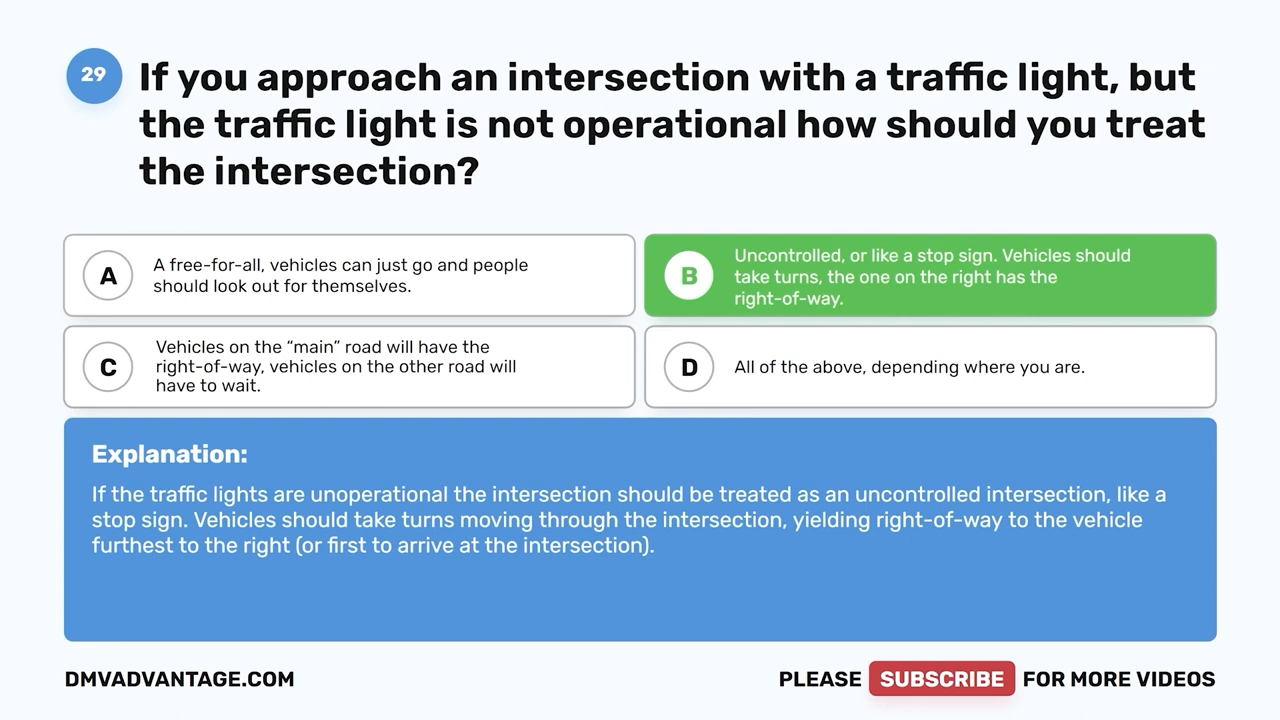 29
If you approach an intersection with a traffic light, but
the traffic light is not operational how should you treat
the intersection?
A
A free-for-all, vehicles can just go and people
should look out for themselves.
B
Uncontrolled, or like a stop sign. Vehicles should
take turns, the one on the right has the
right-of-way.
C
Vehicles on the “main” road will have the
right-of-way, vehicles on the other road will
have to wait.
D
All of the above, depending where you are.
Explanation:
If the traffic lights are unoperational the intersection should be treated as an uncontrolled intersection, like a
stop sign. Vehicles should take turns moving through the intersection, yielding right-of-way to the vehicle
furthest to the right (or first to arrive at the intersection).
DMVADVANTAGE.COM
PLEASE SUBSCRIBE FOR MORE VIDEOS